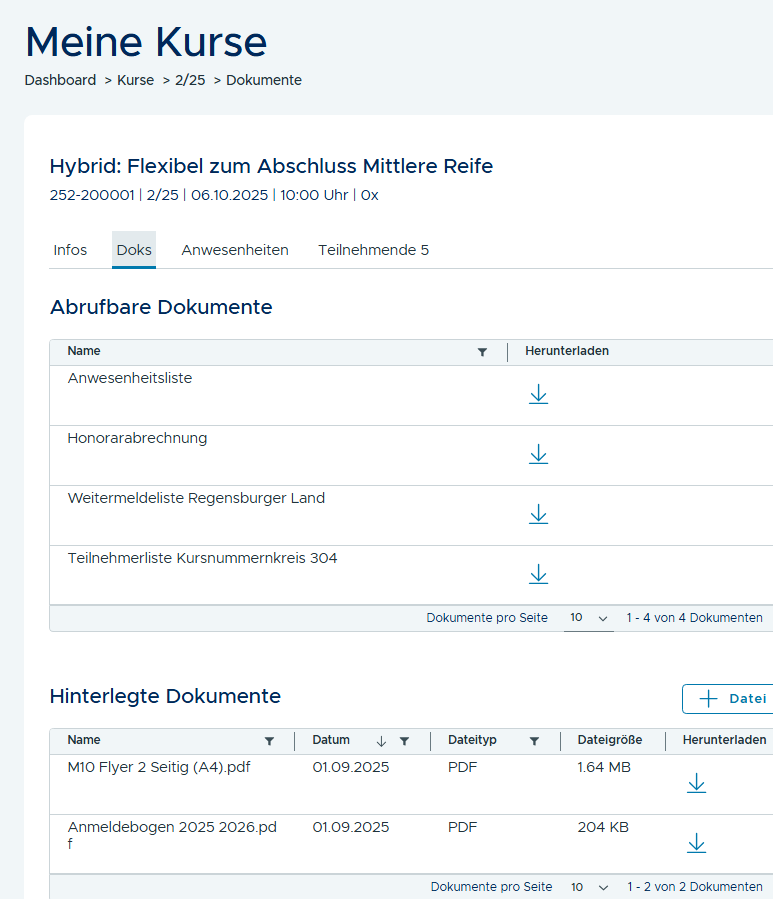 Meine Kurse
Dashboard > Kurse > 2/25 > Dokumente
Hybrid: Flexibel zum Abschluss Mittlere Reife
252-200001 | 2/25 | 06.10.2025 | 10:00 Uhr | 0x
Infos Doks Anwesenheiten Teilnehmende 5
Abrufbare Dokumente
Name Herunterladen
Anwesenheitsliste
Honorarabrechnung
Weitermeldeliste Regensburger Land
Teilnehmerliste Kursnummernkreis 304
Dokumente pro Seite 10 1 - 4 von 4 Dokumenten
Hinterlegte Dokumente
Datei
Name Datum Dateityp Dateigröße Herunterladen
M10 Flyer 2 Seitig (A4).pdf 01.09.2025 PDF 1.64 MB
Anmeldebogen 2025 2026.pd 01.09.2025 PDF 204 KB
f
Dokumente pro Seite 10 1 - 2 von 2 Dokumenten